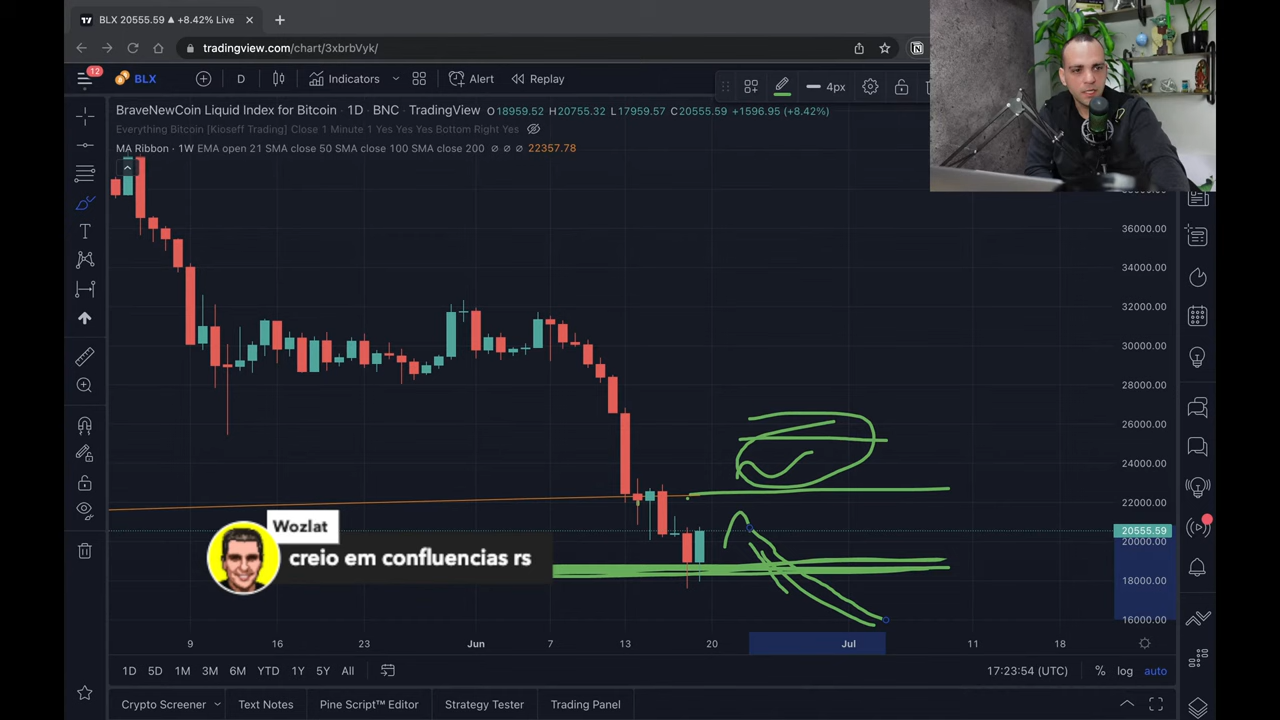 BLX 20555.59 ▲ +8.42% Live
tradingview.com/chart/3xbrbVyk/
12
BLX
D
Indicators
Alert
Replay
4px
BraveNewCoin Liquid Index for Bitcoin · 1D · BNC · TradingView O18959.52 H20755.32 L17959.57 C20555.59 +1596.95 (+8.42%)
Everything Bitcoin [Kioseff Trading] Close 1 Minute 1 Yes Yes Yes Bottom Right Yes
MA Ribbon · 1W EMA open 21 SMA close 50 SMA close 100 SMA close 200 ∅ ∅ ∅ 22357.78
36000.00
34000.00
32000.00
30000.00
28000.00
26000.00
24000.00
22000.00
20555.59
20000.00
18000.00
16000.00
Wozlat
creio em confluencias rs
9 16 23 Jun 7 13 20 Jul 11 18
1D 5D 1M 3M 6M YTD 1Y 5Y All
17:23:54 (UTC) % log auto
Crypto Screener Text Notes Pine Script™ Editor Strategy Tester Trading Panel